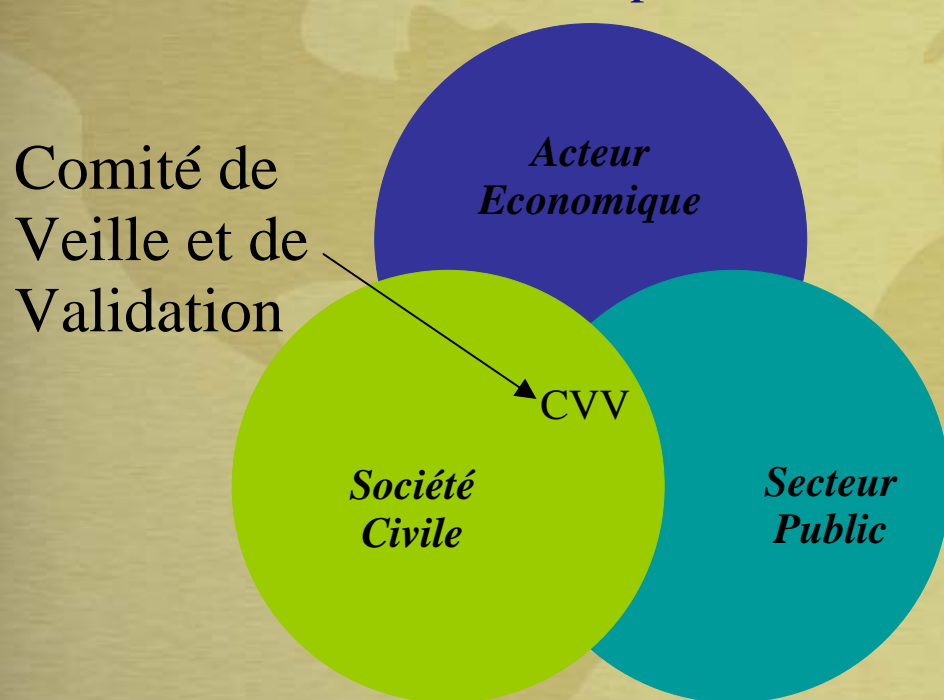 Acteur
Economique
Comité de
Veille et de
Validation
CVV
Société
Civile
Secteur
Public